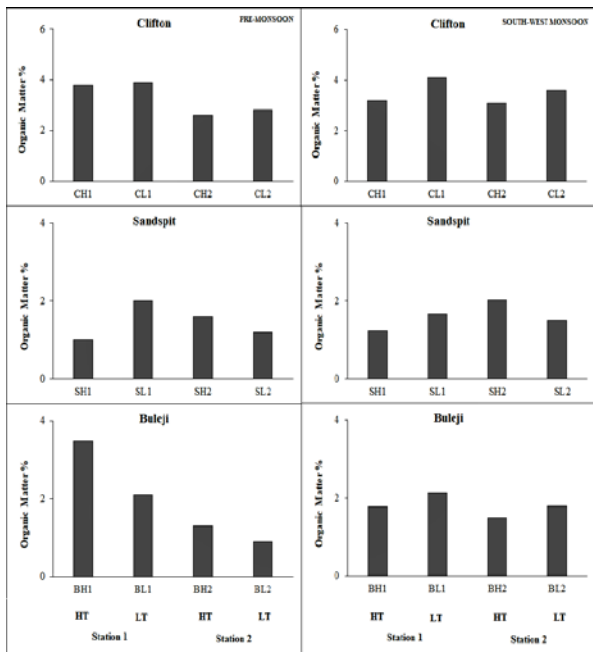 Clifton
PRE-MONSOON
6
4
2
0
Organic Matter %
CH1 CL1 CH2 CL2
Clifton
SOUTH-WEST MONSOON
6
4
2
0
Organic Matter %
CH1 CL1 CH2 CL2
Sandspit
4
2
0
Organic Matter %
SH1 SL1 SH2 SL2
Sandspit
4
2
0
Organic Matter %
SH1 SL1 SH2 SL2
Buleji
4
2
0
Organic Matter %
BH1 BL1 BH2 BL2
HT LT HT LT
Station 1 Station 2
Buleji
4
2
0
Organic Matter %
BH1 BL1 BH2 BL2
HT LT HT LT
Station 1 Station 2